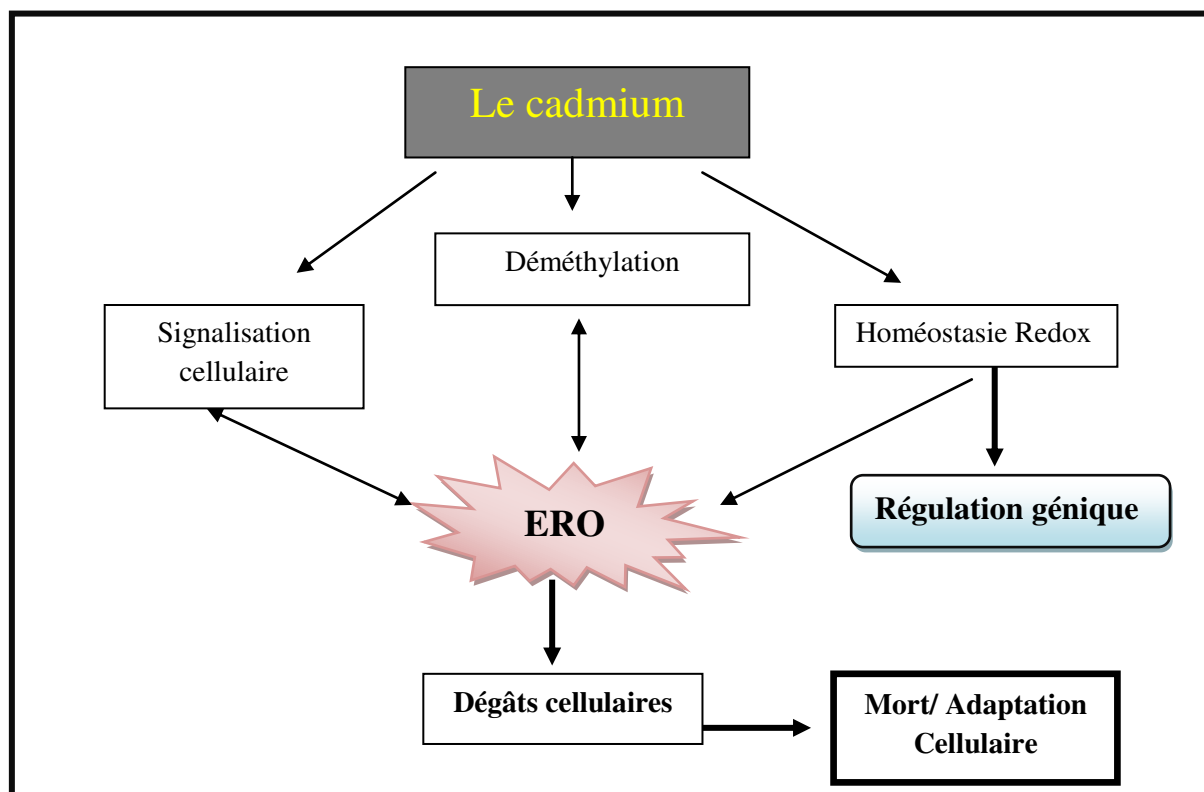 Le cadmium
Déméthylation
Signalisation
cellulaire
Homéostasie Redox
ERO
Régulation génique
Dégâts cellulaires
Mort/ Adaptation
Cellulaire